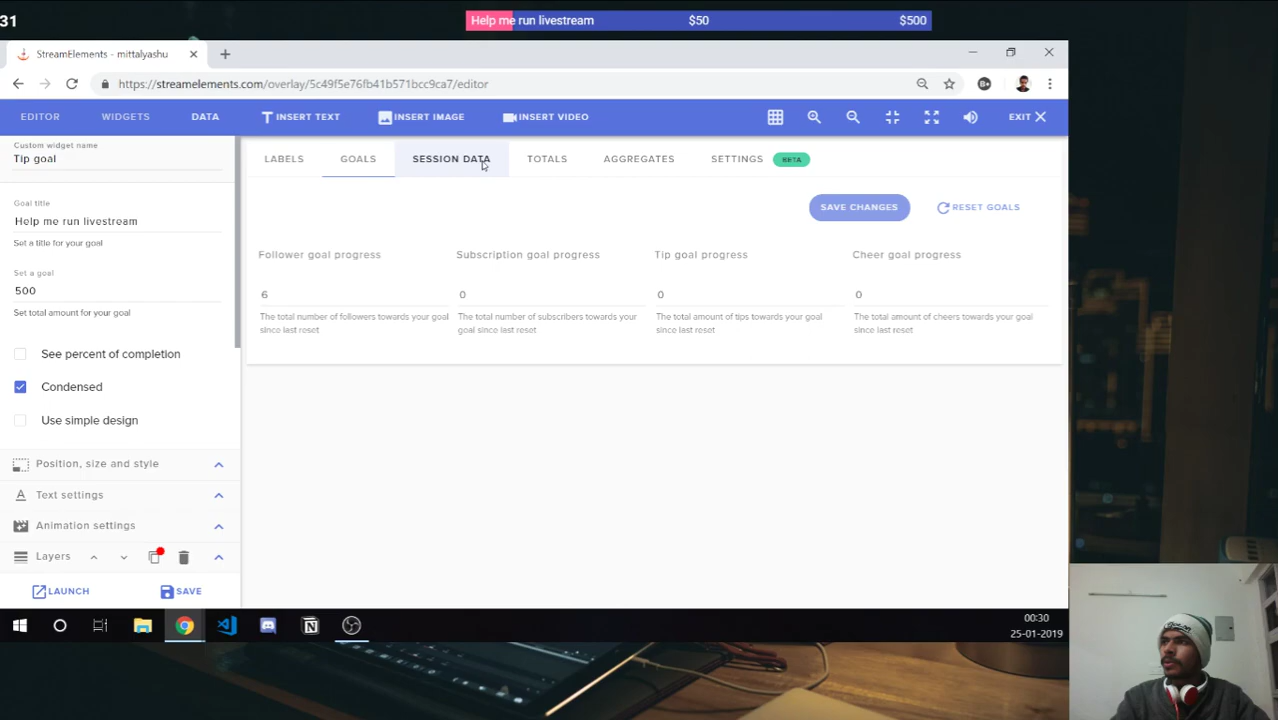 31
Help me run livestream $50 $500
StreamElements - mittalyashu
https://streamelements.com/overlay/5c49f5e76fb41b571bcc9ca7/editor
EDITOR WIDGETS DATA INSERT TEXT INSERT IMAGE INSERT VIDEO EXIT
Custom widget name
Tip goal
LABELS GOALS SESSION DATA TOTALS AGGREGATES SETTINGS BETA
SAVE CHANGES RESET GOALS
Goal title
Help me run livestream
Set a title for your goal
Set a goal
500
Set total amount for your goal
Follower goal progress
6
The total number of followers towards your goal
since last reset
Subscription goal progress
0
The total number of subscribers towards your
goal since last reset
Tip goal progress
0
The total amount of tips towards your goal
since last reset
Cheer goal progress
0
The total amount of cheers towards your goal
since last reset
See percent of completion
Condensed
Use simple design
Position, size and style
Text settings
Animation settings
Layers
LAUNCH SAVE
00:30
25-01-2019